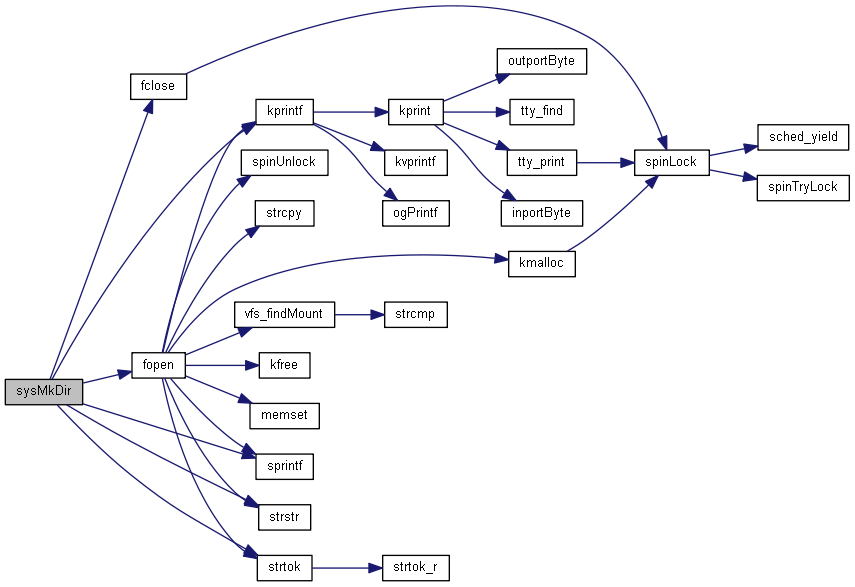 outportByte
fclose
kprintf
kprint
tty_find
sched_yield
spinUnlock
kvprintf
tty_print
spinLock
spinTryLock
strcpy
ogPrintf
inportByte
kmalloc
vfs_findMount
strcmp
fopen
kfree
sysMkDir
memset
sprintf
strstr
strtok
strtok_r